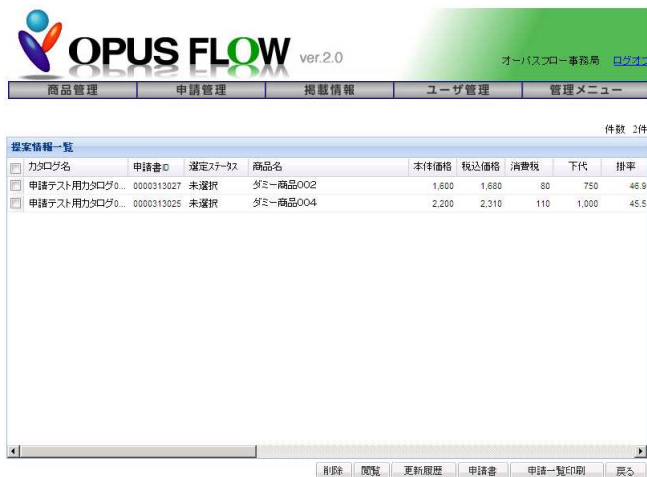 OPUS FLOW ver.2.0
オーパスフロー事務局 ログオフ
商品管理 申請管理 掲載情報 ユーザ管理 管理メニュー
件数 2件
提案情報一覧
カタログ名 申請書ID 選定ステータス 商品名 本体価格 税込価格 消費税 下代 掛率
申請テスト用カタログ0... 0000313027 未選択 ダミー商品002 1,600 1,680 80 750 46.9
申請テスト用カタログ0... 0000313025 未選択 ダミー商品004 2,200 2,310 110 1,000 45.5
削除 閲覧 更新履歴 申請書 申請一覧印刷 戻る